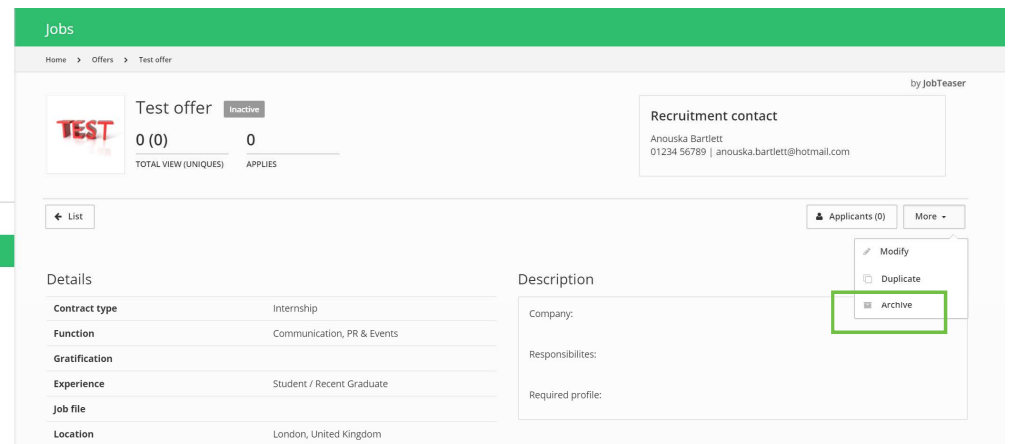 Jobs
Home > Offers > Test offer
by JobTeaser
TEST
Test offer Inactive
0 (0) 0
TOTAL VIEW (UNIQUES) APPLIES
Recruitment contact
Anouska Bartlett
01234 56789 | anouska.bartlett@hotmail.com
List
Applicants (0) More
Modify
Duplicate
Archive
Details
Contract type Internship
Function Communication, PR & Events
Gratification
Experience Student / Recent Graduate
Job file
Location London, United Kingdom
Description
Company:
Responsibilites:
Required profile: